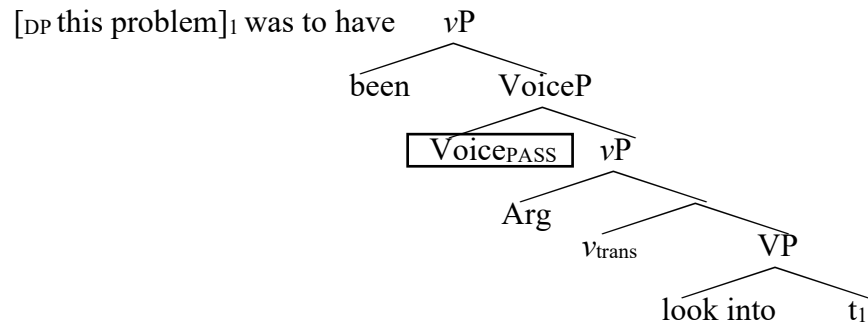 [DP this problem]1 was to have vP
been VoiceP
VoicePASS vP
Arg
vtrans VP
look into t1